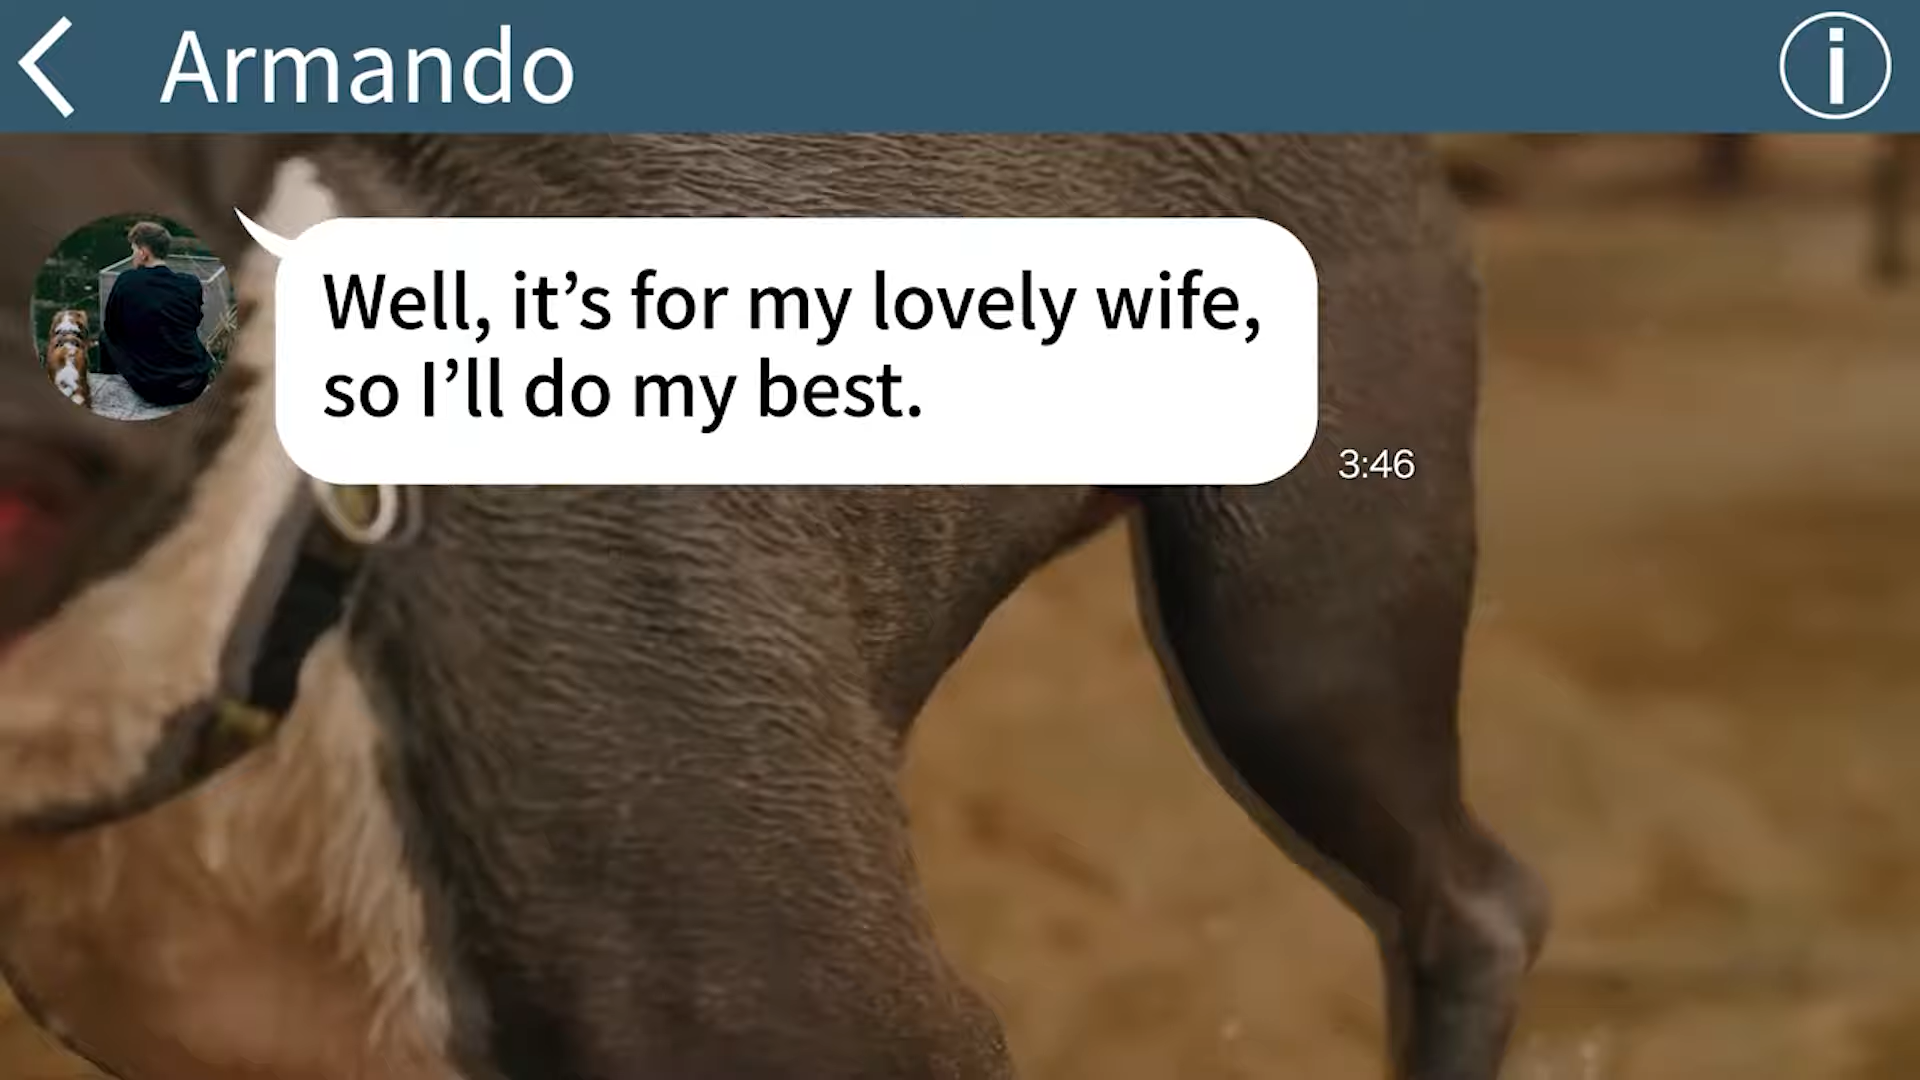 Armando
Well, it’s for my lovely wife,
so I’ll do my best.
3:46